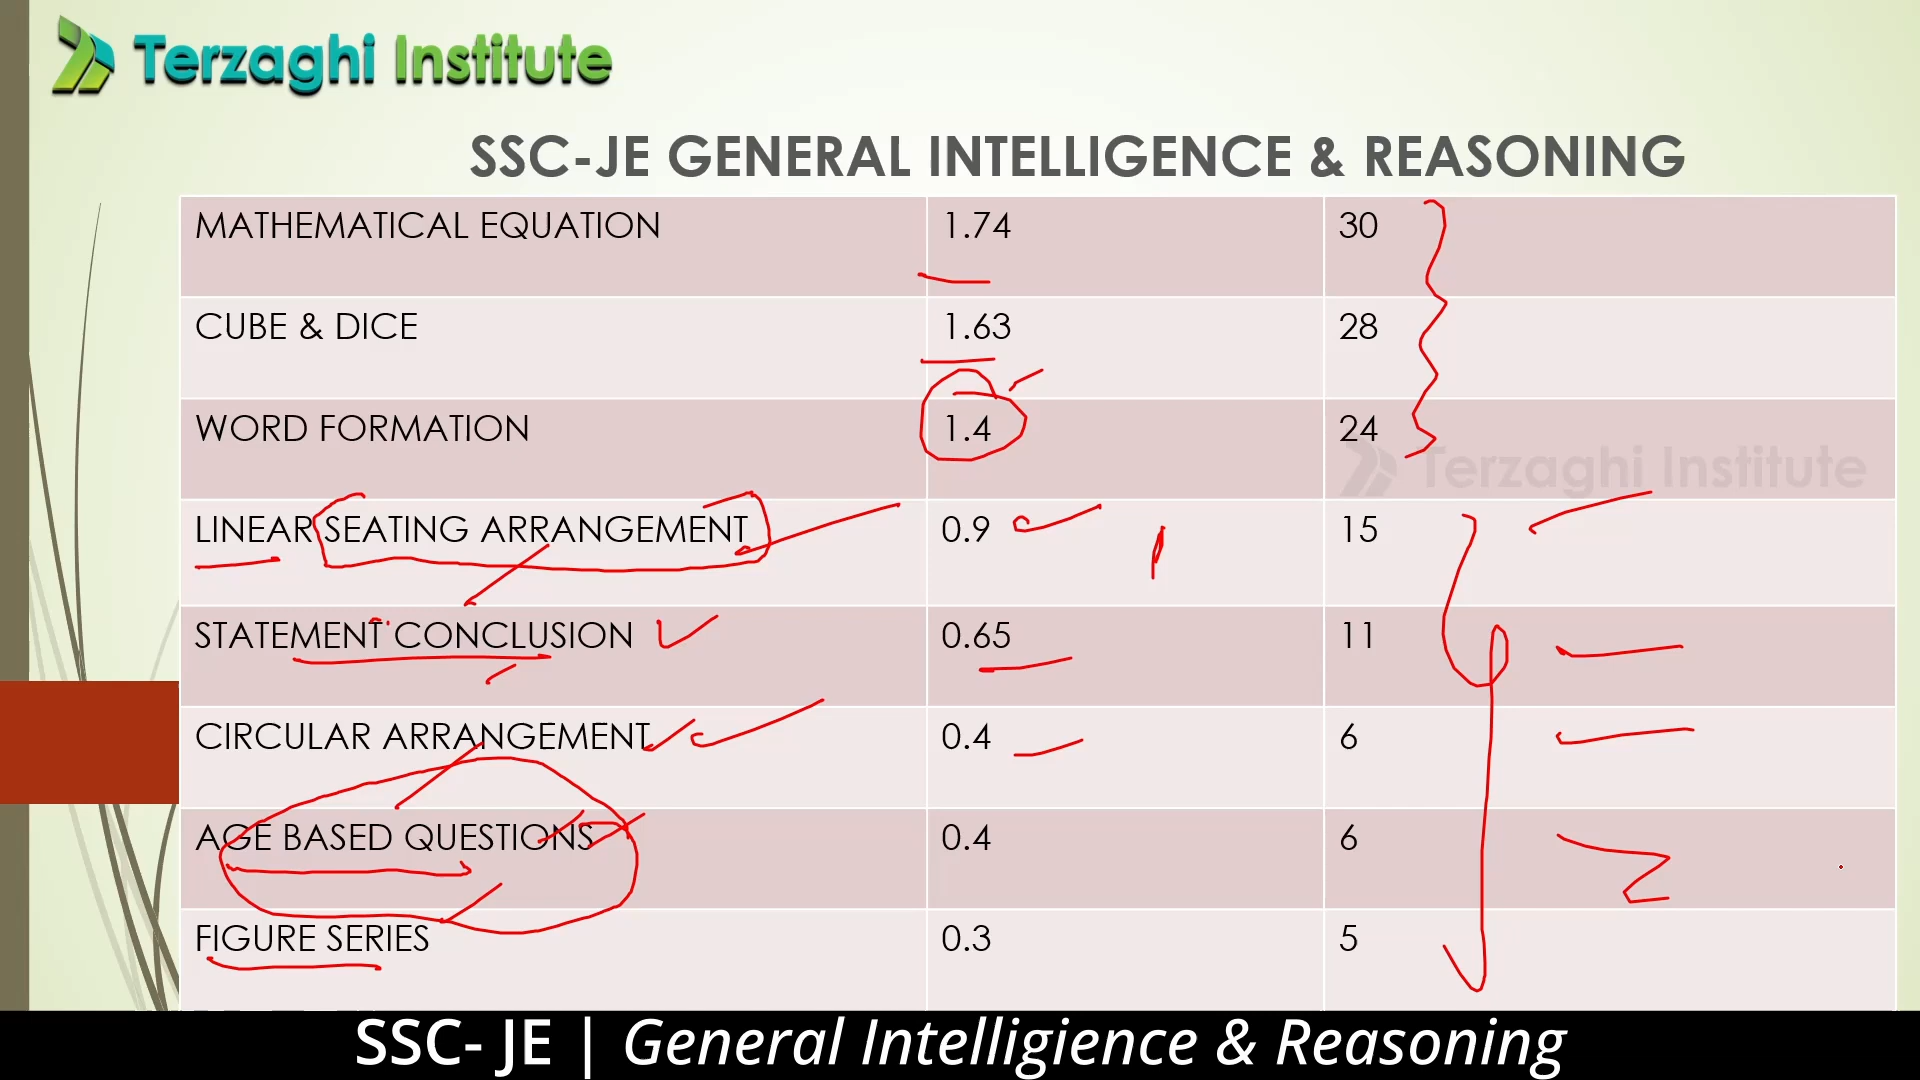 Terzaghi Institute
SSC-JE GENERAL INTELLIGENCE & REASONING
MATHEMATICAL EQUATION 1.74 30
CUBE & DICE 1.63 28
WORD FORMATION 1.4 24
Terzaghi Institute
LINEAR SEATING ARRANGEMENT 0.9 15
STATEMENT CONCLUSION 0.65 11
CIRCULAR ARRANGEMENT 0.4 6
AGE BASED QUESTIONS 0.4 6
FIGURE SERIES 0.3 5
SSC- JE | General Intelligience & Reasoning